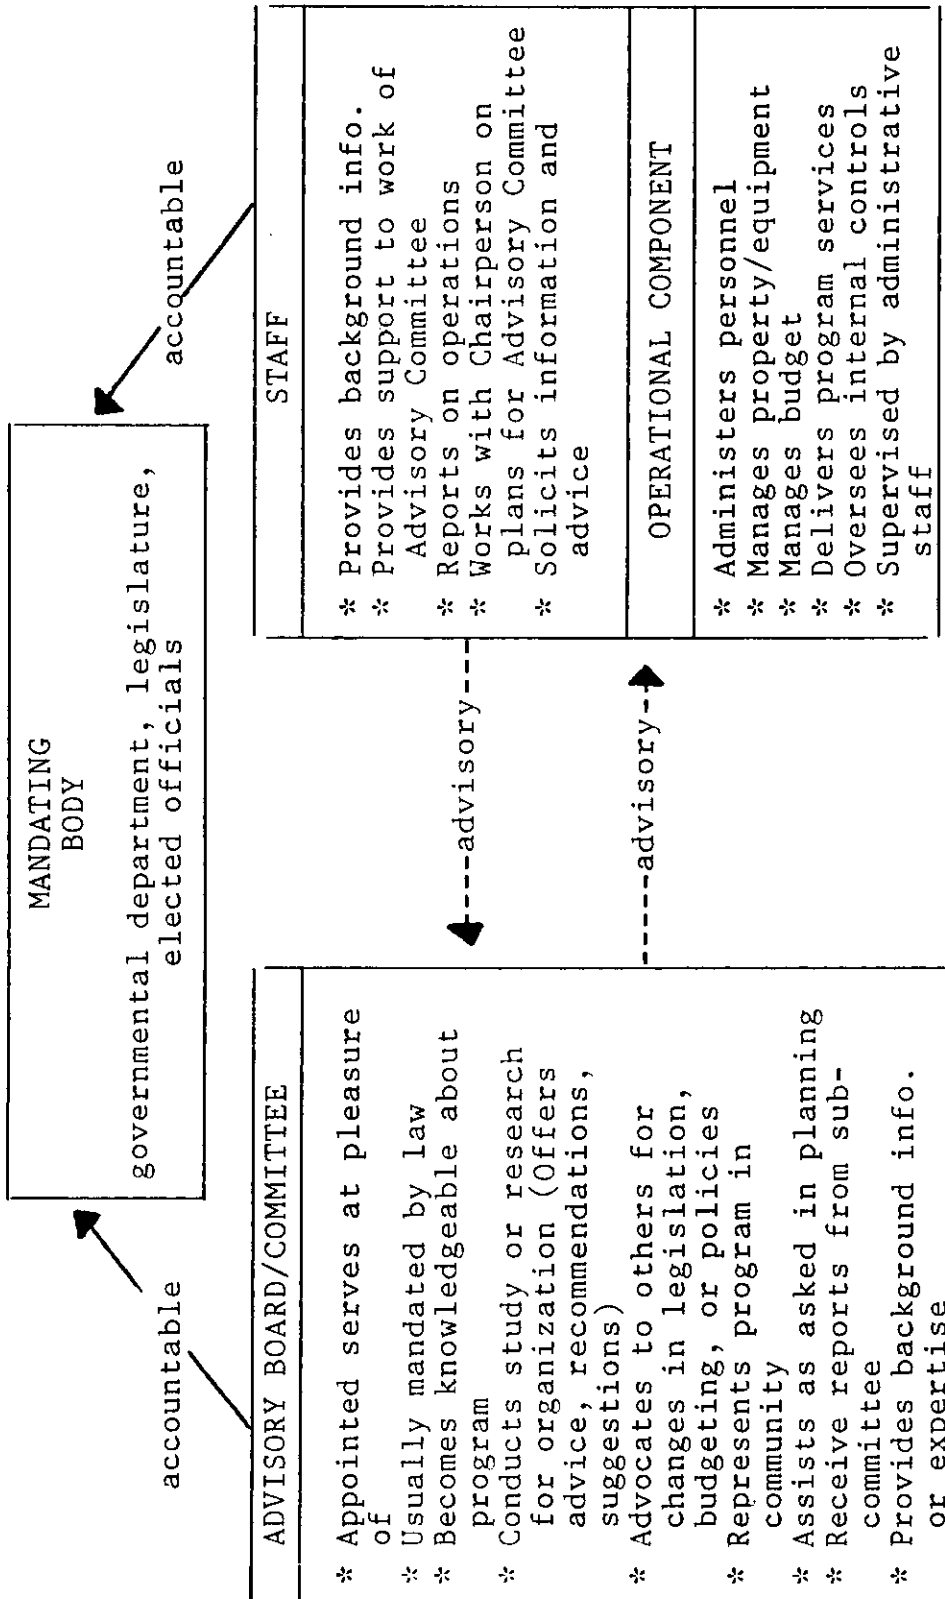 MANDATING
BODY
governmental department, legislature,
elected officials
accountable
accountable
ADVISORY BOARD/COMMITTEE
* Appointed serves at pleasure
of
* Usually mandated by law
* Becomes knowledgeable about
program
* Conducts study or research
for organization (Offers
advice, recommendations,
suggestions)
* Advocates to others for
changes in legislation,
budgeting, or policies
* Represents program in
community
* Assists as asked in planning
* Receive reports from sub-
committee
* Provides background info.
or expertise
advisory
advisory
STAFF
* Provides background info.
* Provides support to work of
Advisory Committee
* Reports on operations
* Works with Chairperson on
plans for Advisory Committee
* Solicits information and
advice
OPERATIONAL COMPONENT
* Administers personnel
* Manages property/equipment
* Manages budget
* Delivers program services
* Oversees internal controls
* Supervised by administrative
staff